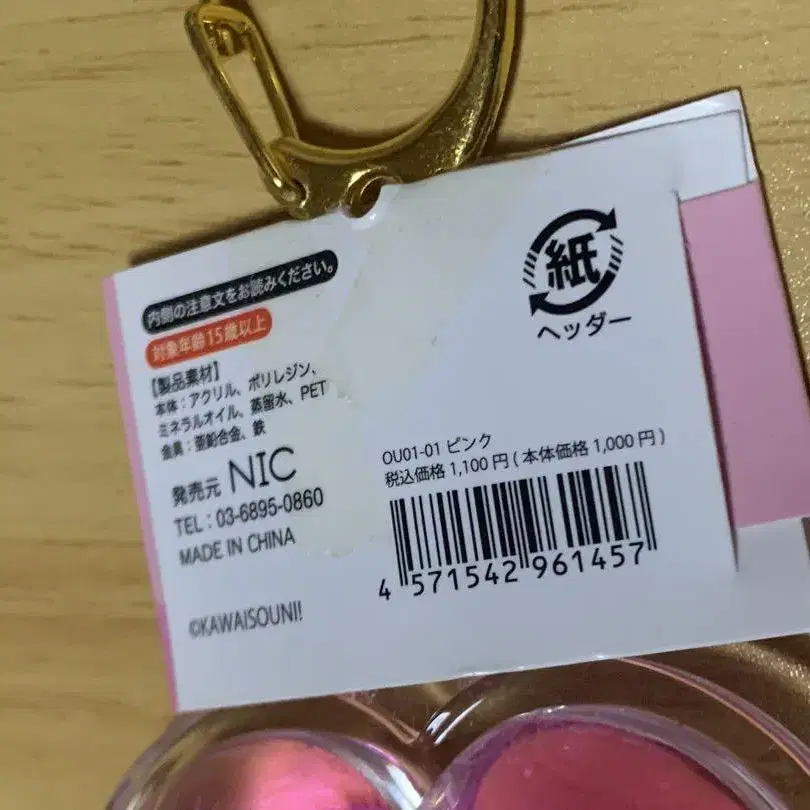 内側の注意文をお読みください。
対象年齢15歳以上
【製品素材】
本体：アクリル、ポリレジン、
ミネラルオイル、蒸留水、PET
金具：亜鉛合金、鉄
発売元 NIC
TEL：03-6895-0860
MADE IN CHINA
©KAWAISOUNI!
紙
ヘッダー
OU01-01 ピンク
税込価格 1,100 円 ( 本体価格 1,000 円 )
4 571542 961457